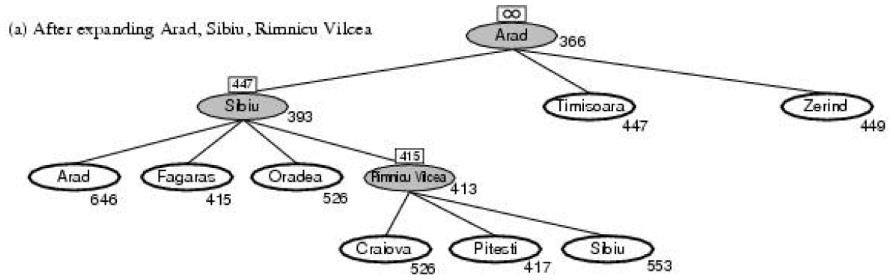 ∞
(a) After expanding Arad, Sibiu, Rimnicu Vilcea
Arad
366
447
Sibiu
393
Timisoara
447
Zerind
449
Arad
646
Fagaras
415
Oradea
526
415
Rimnicu Vilcea
413
Craiova
526
Pitesti
417
Sibiu
553